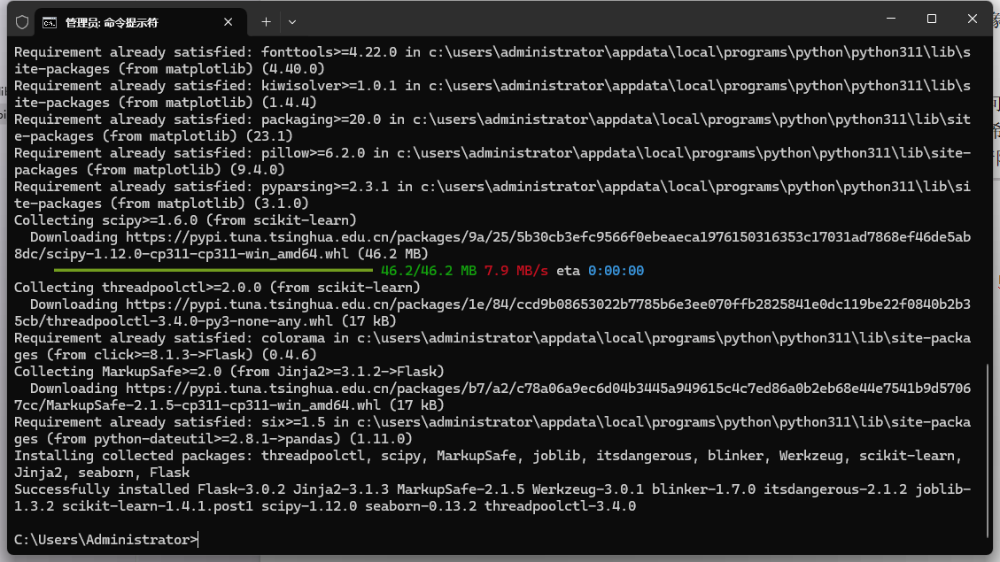 管理员: 命令提示符
Requirement already satisfied: fonttools>=4.22.0 in c:\users\administrator\appdata\local\programs\python\python311\lib\s
ite-packages (from matplotlib) (4.40.0)
Requirement already satisfied: kiwisolver>=1.0.1 in c:\users\administrator\appdata\local\programs\python\python311\lib\s
ite-packages (from matplotlib) (1.4.4)
Requirement already satisfied: packaging>=20.0 in c:\users\administrator\appdata\local\programs\python\python311\lib\sit
e-packages (from matplotlib) (23.1)
Requirement already satisfied: pillow>=6.2.0 in c:\users\administrator\appdata\local\programs\python\python311\lib\site-
packages (from matplotlib) (9.4.0)
Requirement already satisfied: pyparsing>=2.3.1 in c:\users\administrator\appdata\local\programs\python\python311\lib\si
te-packages (from matplotlib) (3.1.0)
Collecting scipy>=1.6.0 (from scikit-learn)
Downloading https://pypi.tuna.tsinghua.edu.cn/packages/9a/25/5b30cb3efc9566f0ebeaeca1976150316353c17031ad7868ef46de5ab
8dc/scipy-1.12.0-cp311-cp311-win_amd64.whl (46.2 MB)
46.2/46.2 MB 7.9 MB/s eta 0:00:00
Collecting threadpoolctl>=2.0.0 (from scikit-learn)
Downloading https://pypi.tuna.tsinghua.edu.cn/packages/1e/84/ccd9b08653022b7785b6e3ee070ffb2825841e0dc119be22f0840b2b3
5cb/threadpoolctl-3.4.0-py3-none-any.whl (17 kB)
Requirement already satisfied: colorama in c:\users\administrator\appdata\local\programs\python\python311\lib\site-packa
ges (from click>=8.1.3->Flask) (0.4.6)
Collecting MarkupSafe>=2.0 (from Jinja2>=3.1.2->Flask)
Downloading https://pypi.tuna.tsinghua.edu.cn/packages/b7/a2/c78a06a9ec6d04b3445a949615c4c7ed86a0b2eb68e44e7541b9d5706
7cc/MarkupSafe-2.1.5-cp311-cp311-win_amd64.whl (17 kB)
Requirement already satisfied: six>=1.5 in c:\users\administrator\appdata\local\programs\python\python311\lib\site-packa
ges (from python-dateutil>=2.8.1->pandas) (1.11.0)
Installing collected packages: threadpoolctl, scipy, MarkupSafe, joblib, itsdangerous, blinker, Werkzeug, scikit-learn,
Jinja2, seaborn, Flask
Successfully installed Flask-3.0.2 Jinja2-3.1.3 MarkupSafe-2.1.5 Werkzeug-3.0.1 blinker-1.7.0 itsdangerous-2.1.2 joblib-
1.3.2 scikit-learn-1.4.1.post1 scipy-1.12.0 seaborn-0.13.2 threadpoolctl-3.4.0
C:\Users\Administrator>